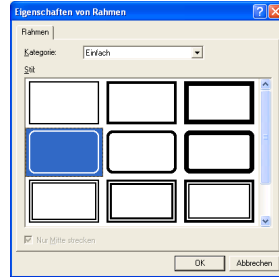 Eigenschaften von Rahmen
Rahmen
Kategorie: Einfach
Stil:
Nur Mitte strecken
OK Abbrechen